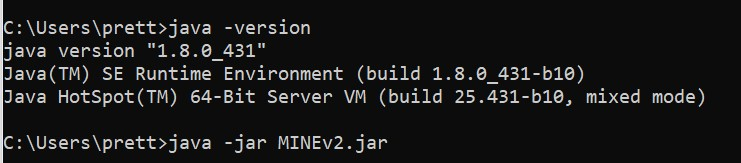 C:\Users\prett>java -version
java version "1.8.0_431"
Java(TM) SE Runtime Environment (build 1.8.0_431-b10)
Java HotSpot(TM) 64-Bit Server VM (build 25.431-b10, mixed mode)
C:\Users\prett>java -jar MINEv2.jar